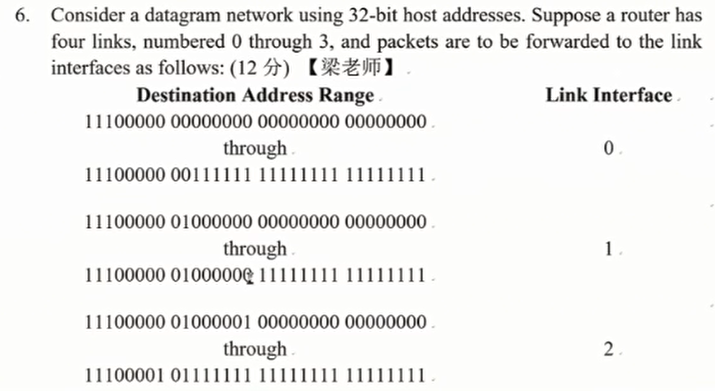 6. Consider a datagram network using 32-bit host addresses. Suppose a router has
four links, numbered 0 through 3, and packets are to be forwarded to the link
interfaces as follows: (12 分) 【梁老师】
Destination Address Range Link Interface
11100000 00000000 00000000 00000000
through 0
11100000 00111111 11111111 11111111
11100000 01000000 00000000 00000000
through 1
11100000 01000000 11111111 11111111
11100000 01000001 00000000 00000000
through 2
11100001 01111111 11111111 11111111